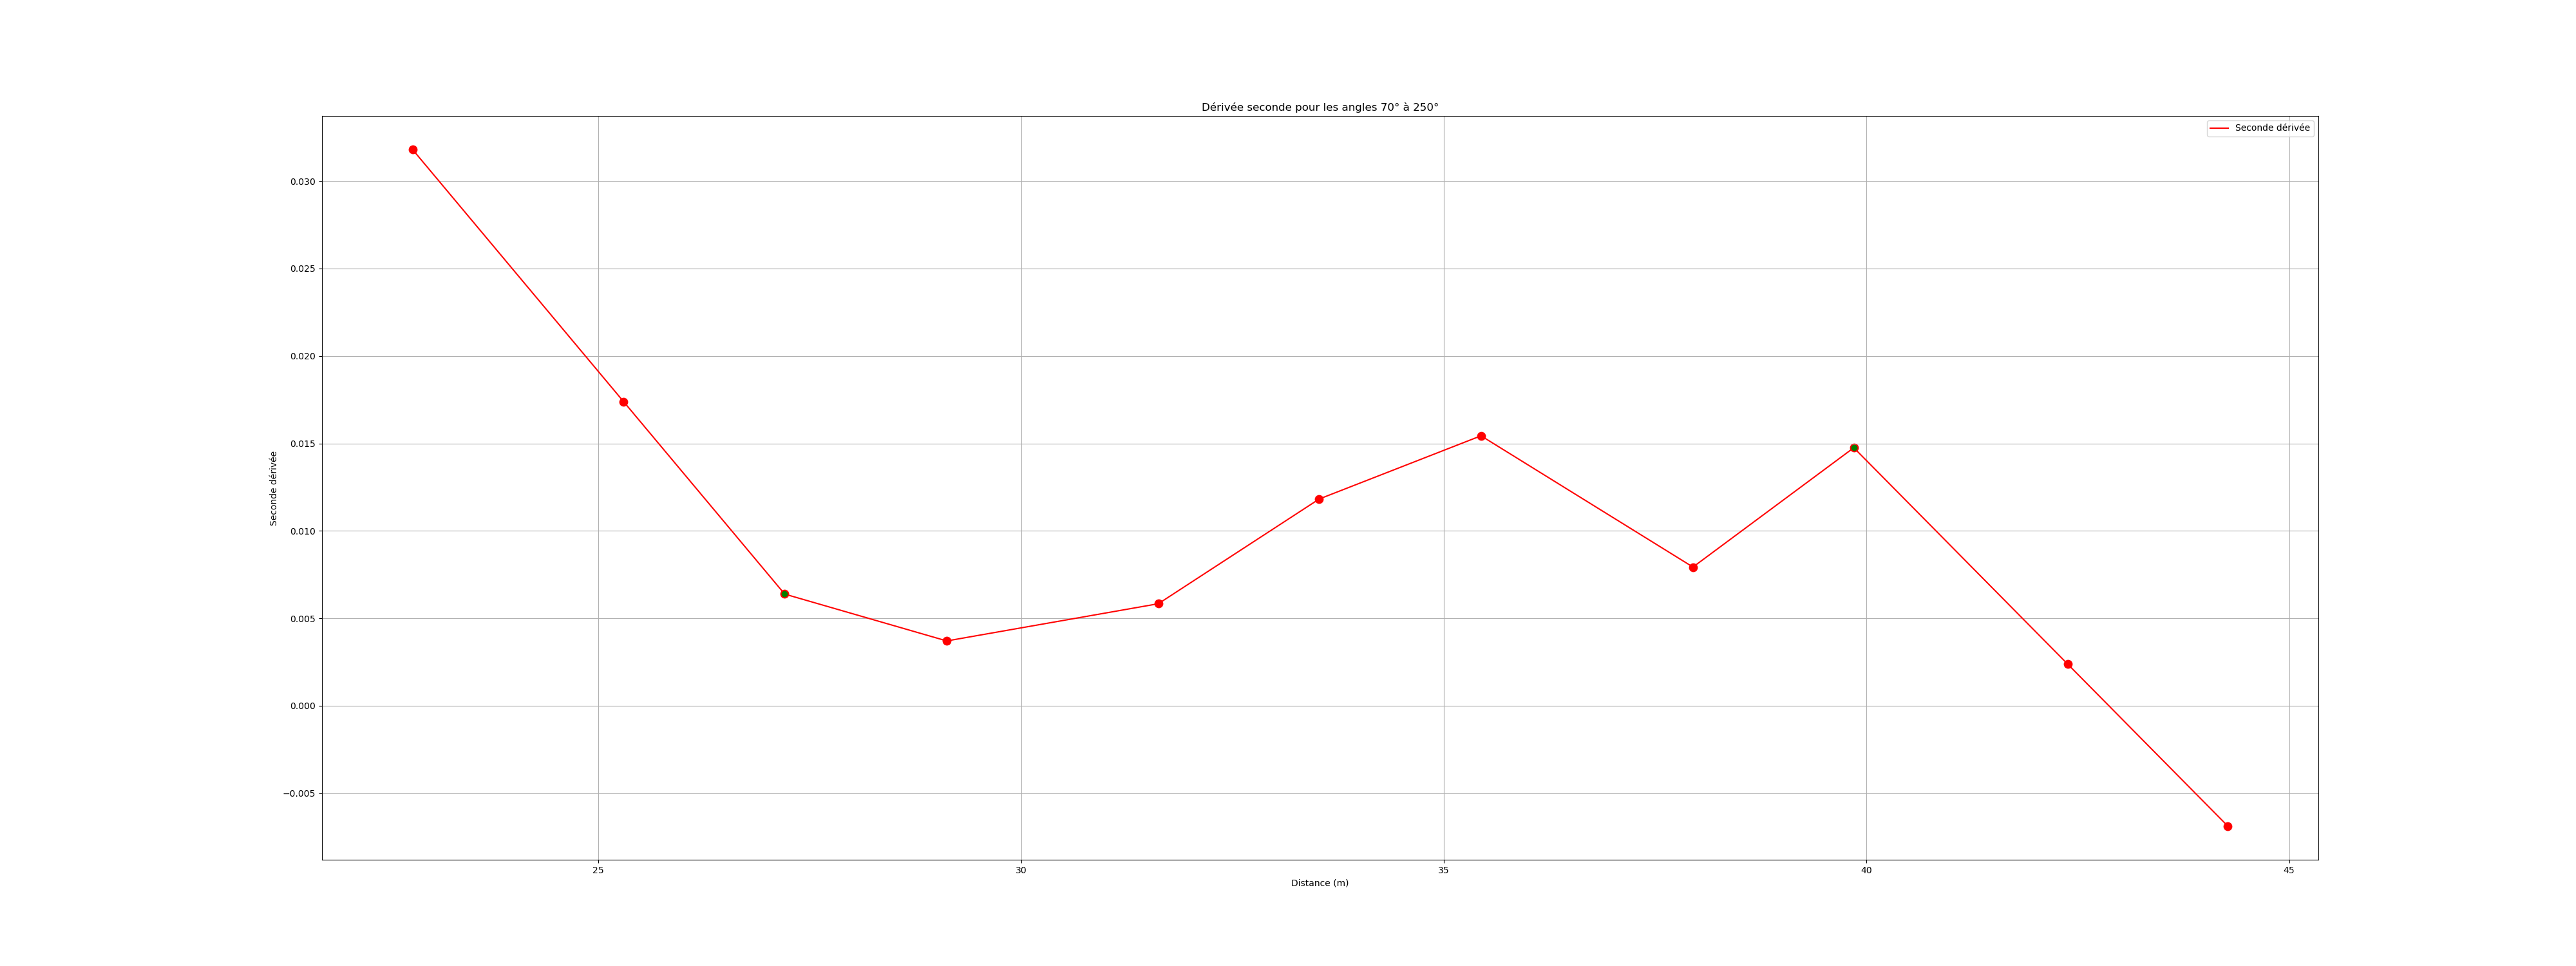 Dérivée seconde pour les angles 70° à 250°
Seconde dérivée
0.030
0.025
0.020
0.015
0.010
0.005
0.000
−0.005
Seconde dérivée
25 30 35 40 45
Distance (m)